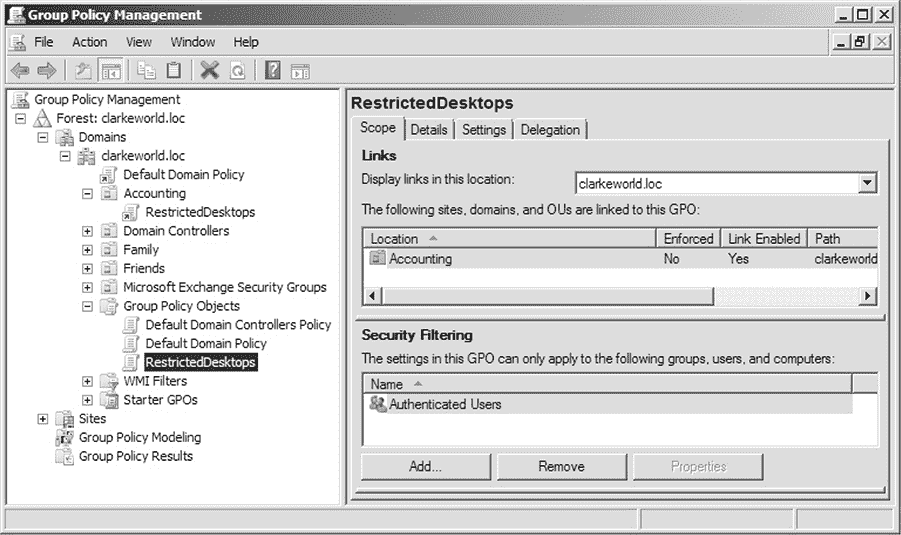 Group Policy Management
File Action View Window Help
Group Policy Management
Forest: clarkeworld.loc
Domains
clarkeworld.loc
Default Domain Policy
Accounting
RestrictedDesktops
Domain Controllers
Family
Friends
Microsoft Exchange Security Groups
Group Policy Objects
Default Domain Controllers Policy
Default Domain Policy
RestrictedDesktops
WMI Filters
Starter GPOs
Sites
Group Policy Modeling
Group Policy Results
RestrictedDesktops
Scope Details Settings Delegation
Links
Display links in this location: clarkeworld.loc
The following sites, domains, and OUs are linked to this GPO:
Location Enforced Link Enabled Path
Accounting No Yes clarkeworld
Security Filtering
The settings in this GPO can only apply to the following groups, users, and computers:
Name
Authenticated Users
Add... Remove Properties